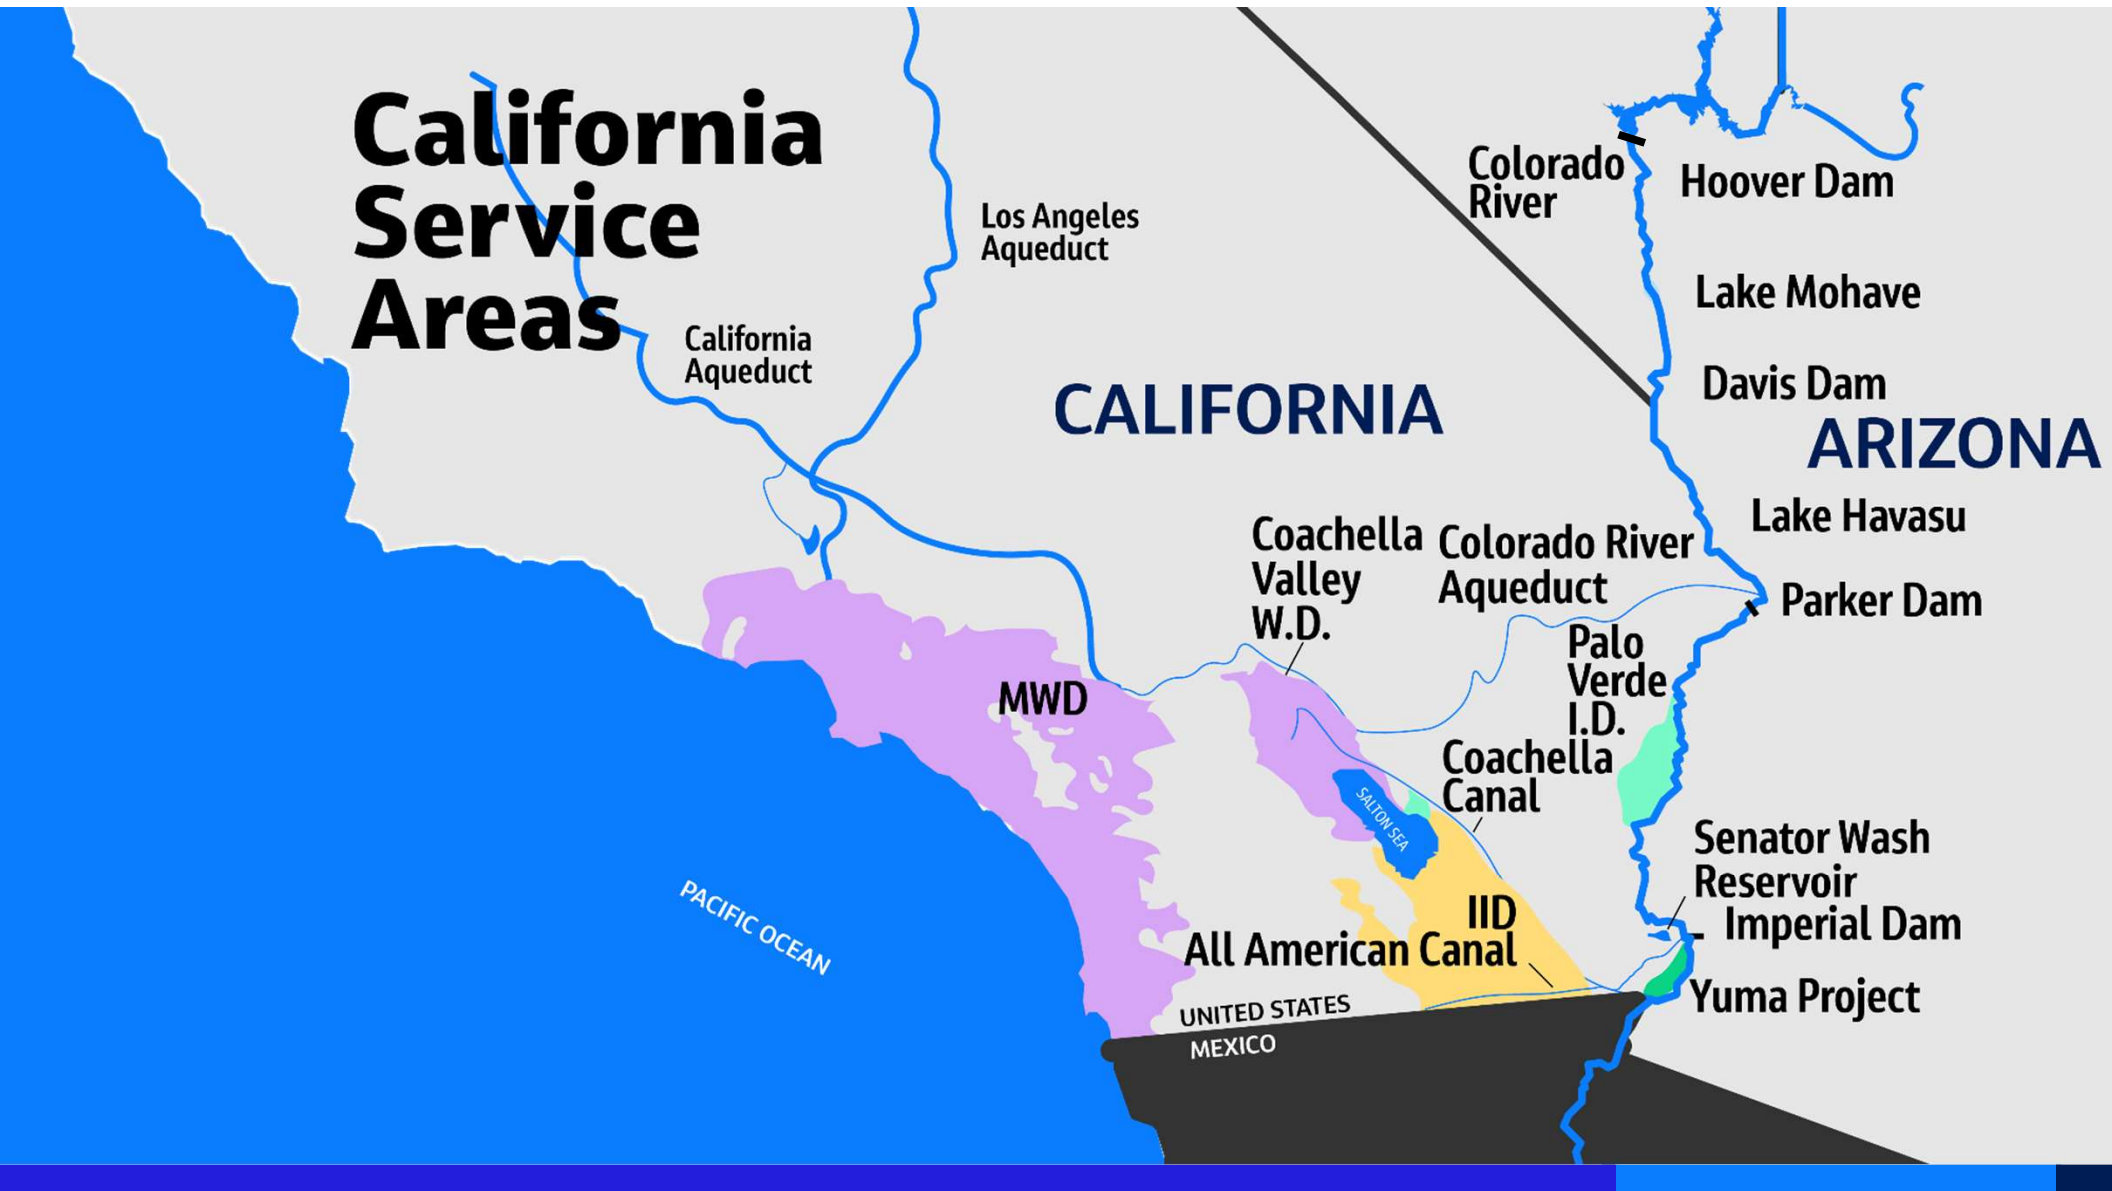 California
Service
Areas
Los Angeles
Aqueduct
California
Aqueduct
CALIFORNIA
Colorado
River
Hoover Dam
Lake Mohave
Davis Dam
ARIZONA
Lake Havasu
Coachella
Valley
W.D.
Colorado River
Aqueduct
Parker Dam
Palo
Verde
I.D.
MWD
Coachella
Canal
SALTON SEA
Senator Wash
Reservoir
Imperial Dam
IID
All American Canal
Yuma Project
PACIFIC OCEAN
UNITED STATES
MEXICO